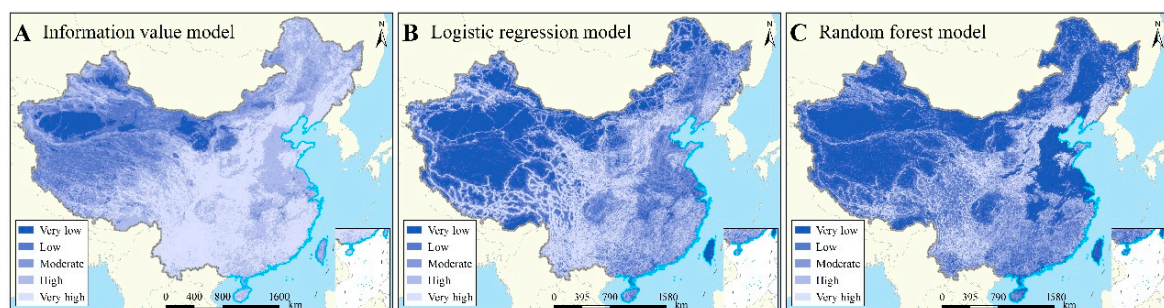 A Information value model
N
Very low
Low
Moderate
High
Very high
0 400 800 1600
km
B Logistic regression model
N
Very low
Low
Moderate
High
Very high
0 395 790 1580
km
C Random forest model
N
Very low
Low
Moderate
High
Very high
0 395 790 1580
km